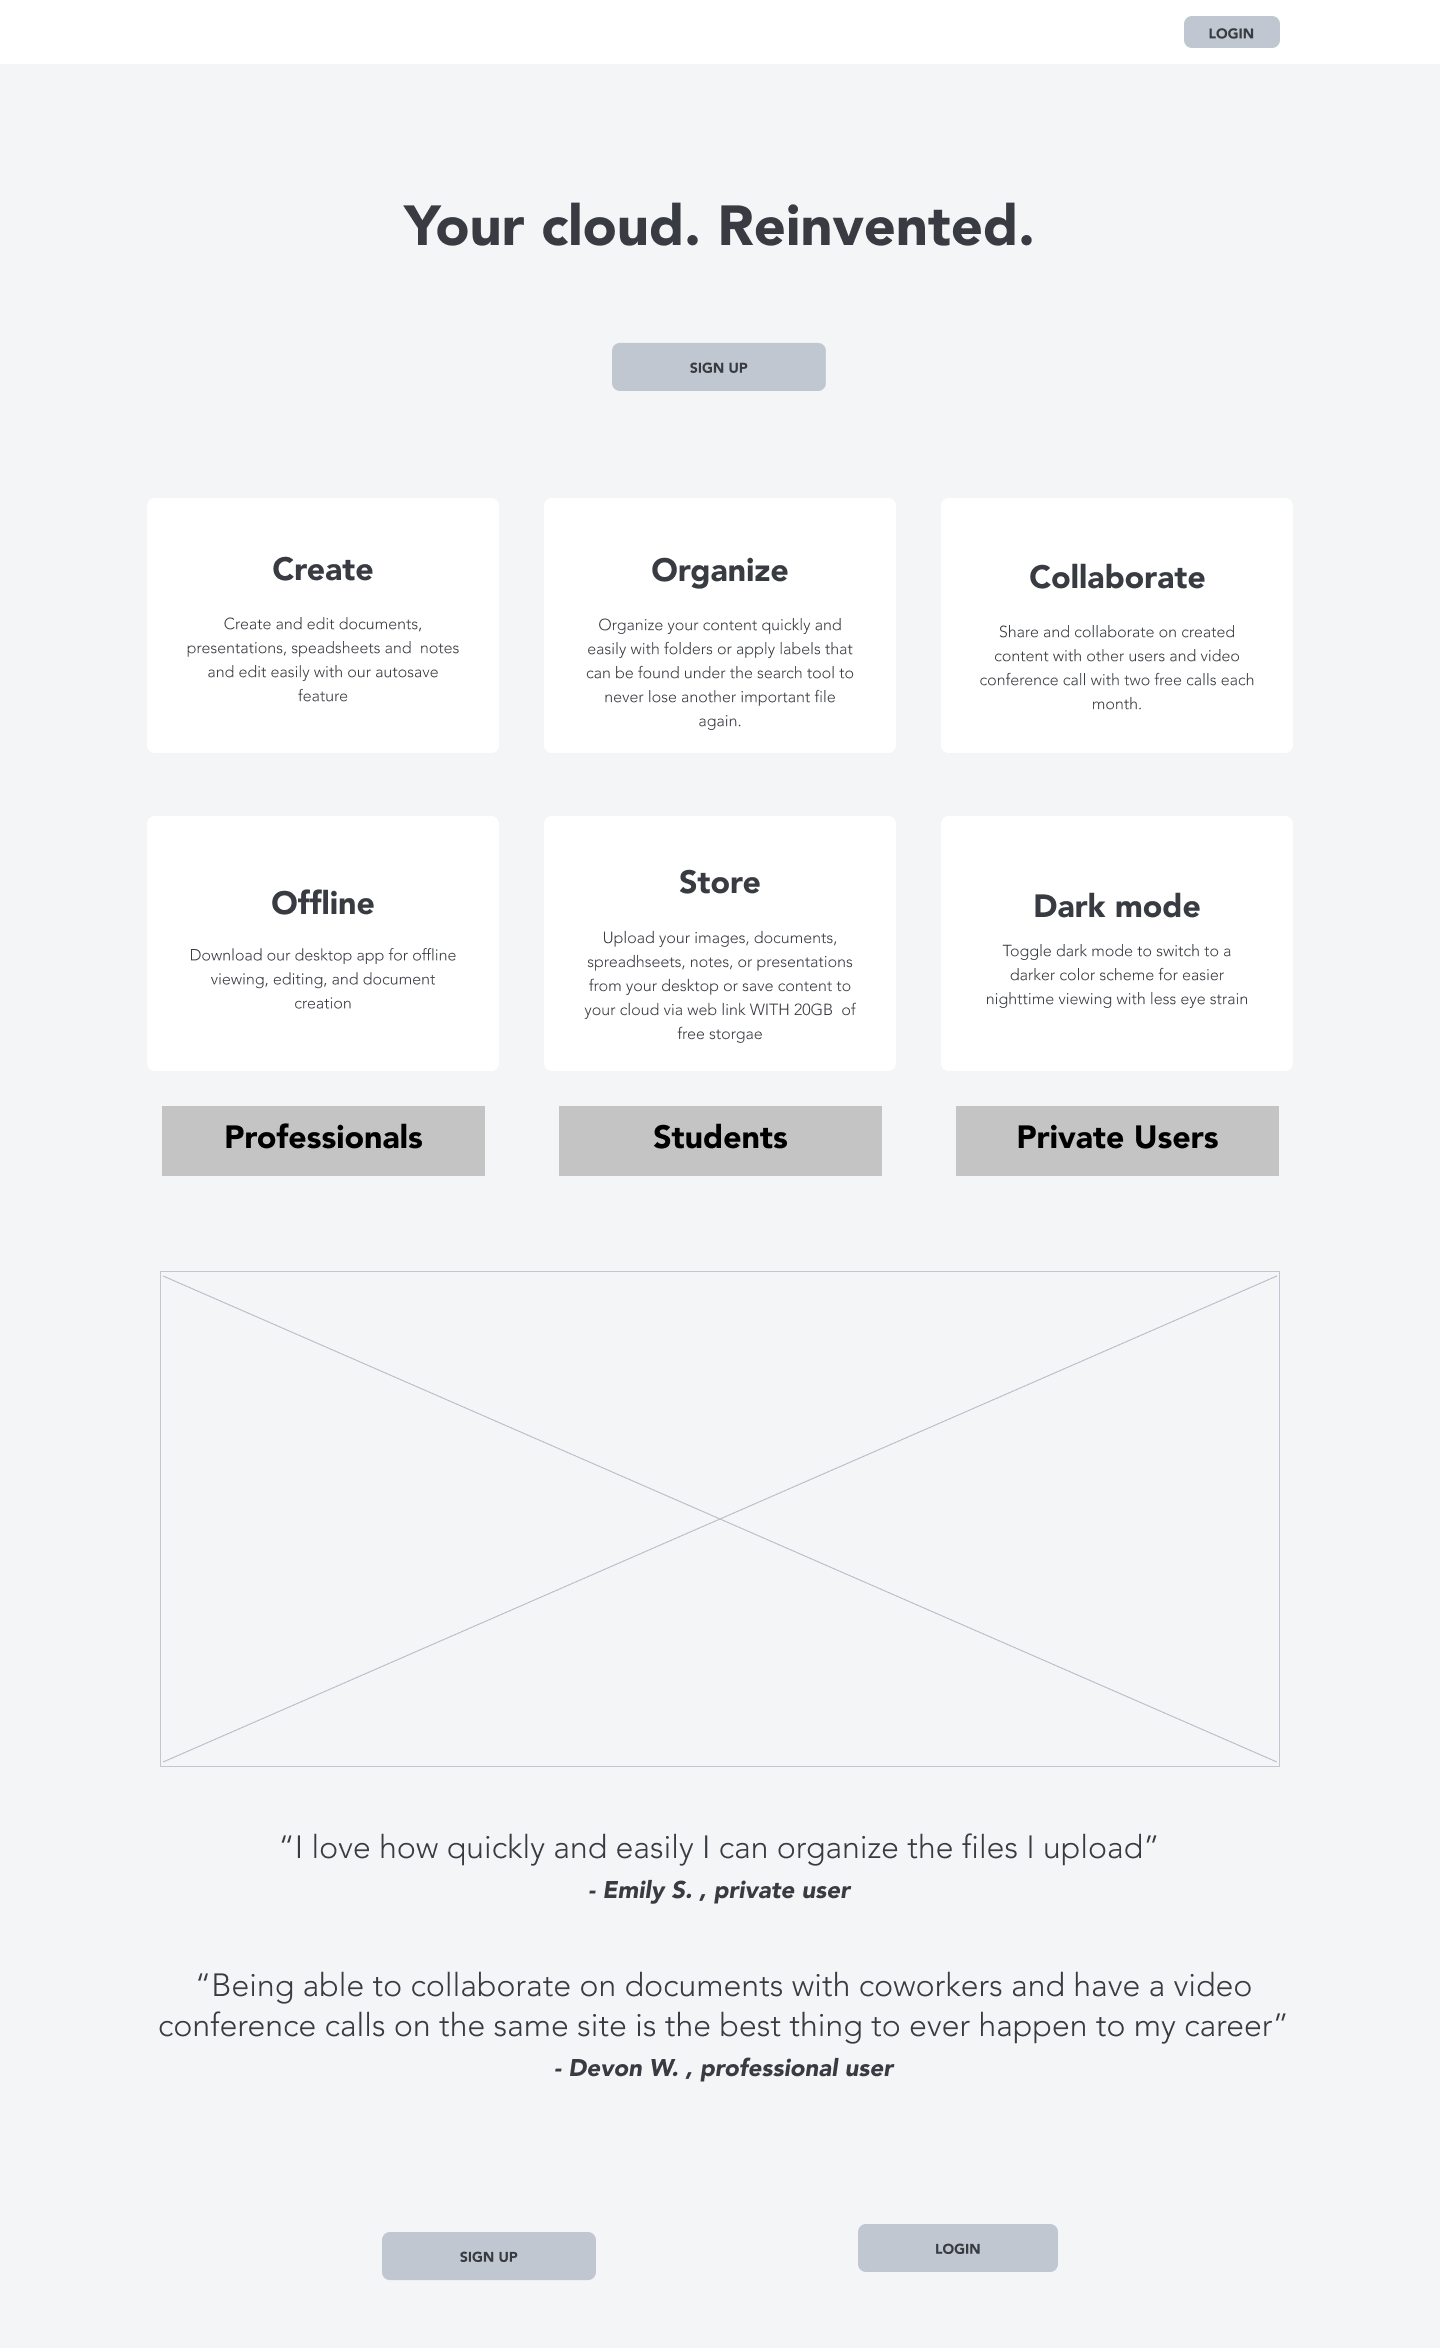 LOGIN
Your cloud. Reinvented.
SIGN UP
Create
Create and edit documents,
presentations, speadsheets and  notes
and edit easily with our autosave
feature
Organize
Organize your content quickly and
easily with folders or apply labels that
can be found under the search tool to
never lose another important file
again.
Collaborate
Share and collaborate on created
content with other users and video
conference call with two free calls each
month.
Offline
Download our desktop app for offline
viewing, editing, and document
creation
Store
Upload your images, documents,
spreadhseets, notes, or presentations
from your desktop or save content to
your cloud via web link WITH 20GB  of
free storgae
Dark mode
Toggle dark mode to switch to a
darker color scheme for easier
nighttime viewing with less eye strain
Professionals
Students
Private Users
“I love how quickly and easily I can organize the files I upload”
- Emily S. , private user
“Being able to collaborate on documents with coworkers and have a video
conference calls on the same site is the best thing to ever happen to my career”
- Devon W. , professional user
SIGN UP
LOGIN